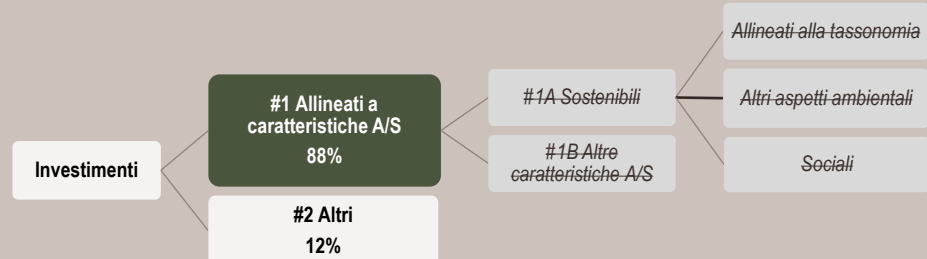 Investimenti
#1 Allineati a
caratteristiche A/S
88%
#2 Altri
12%
#1A Sostenibili
#1B Altre
caratteristiche A/S
Allineati alla tassonomia
Altri aspetti ambientali
Sociali